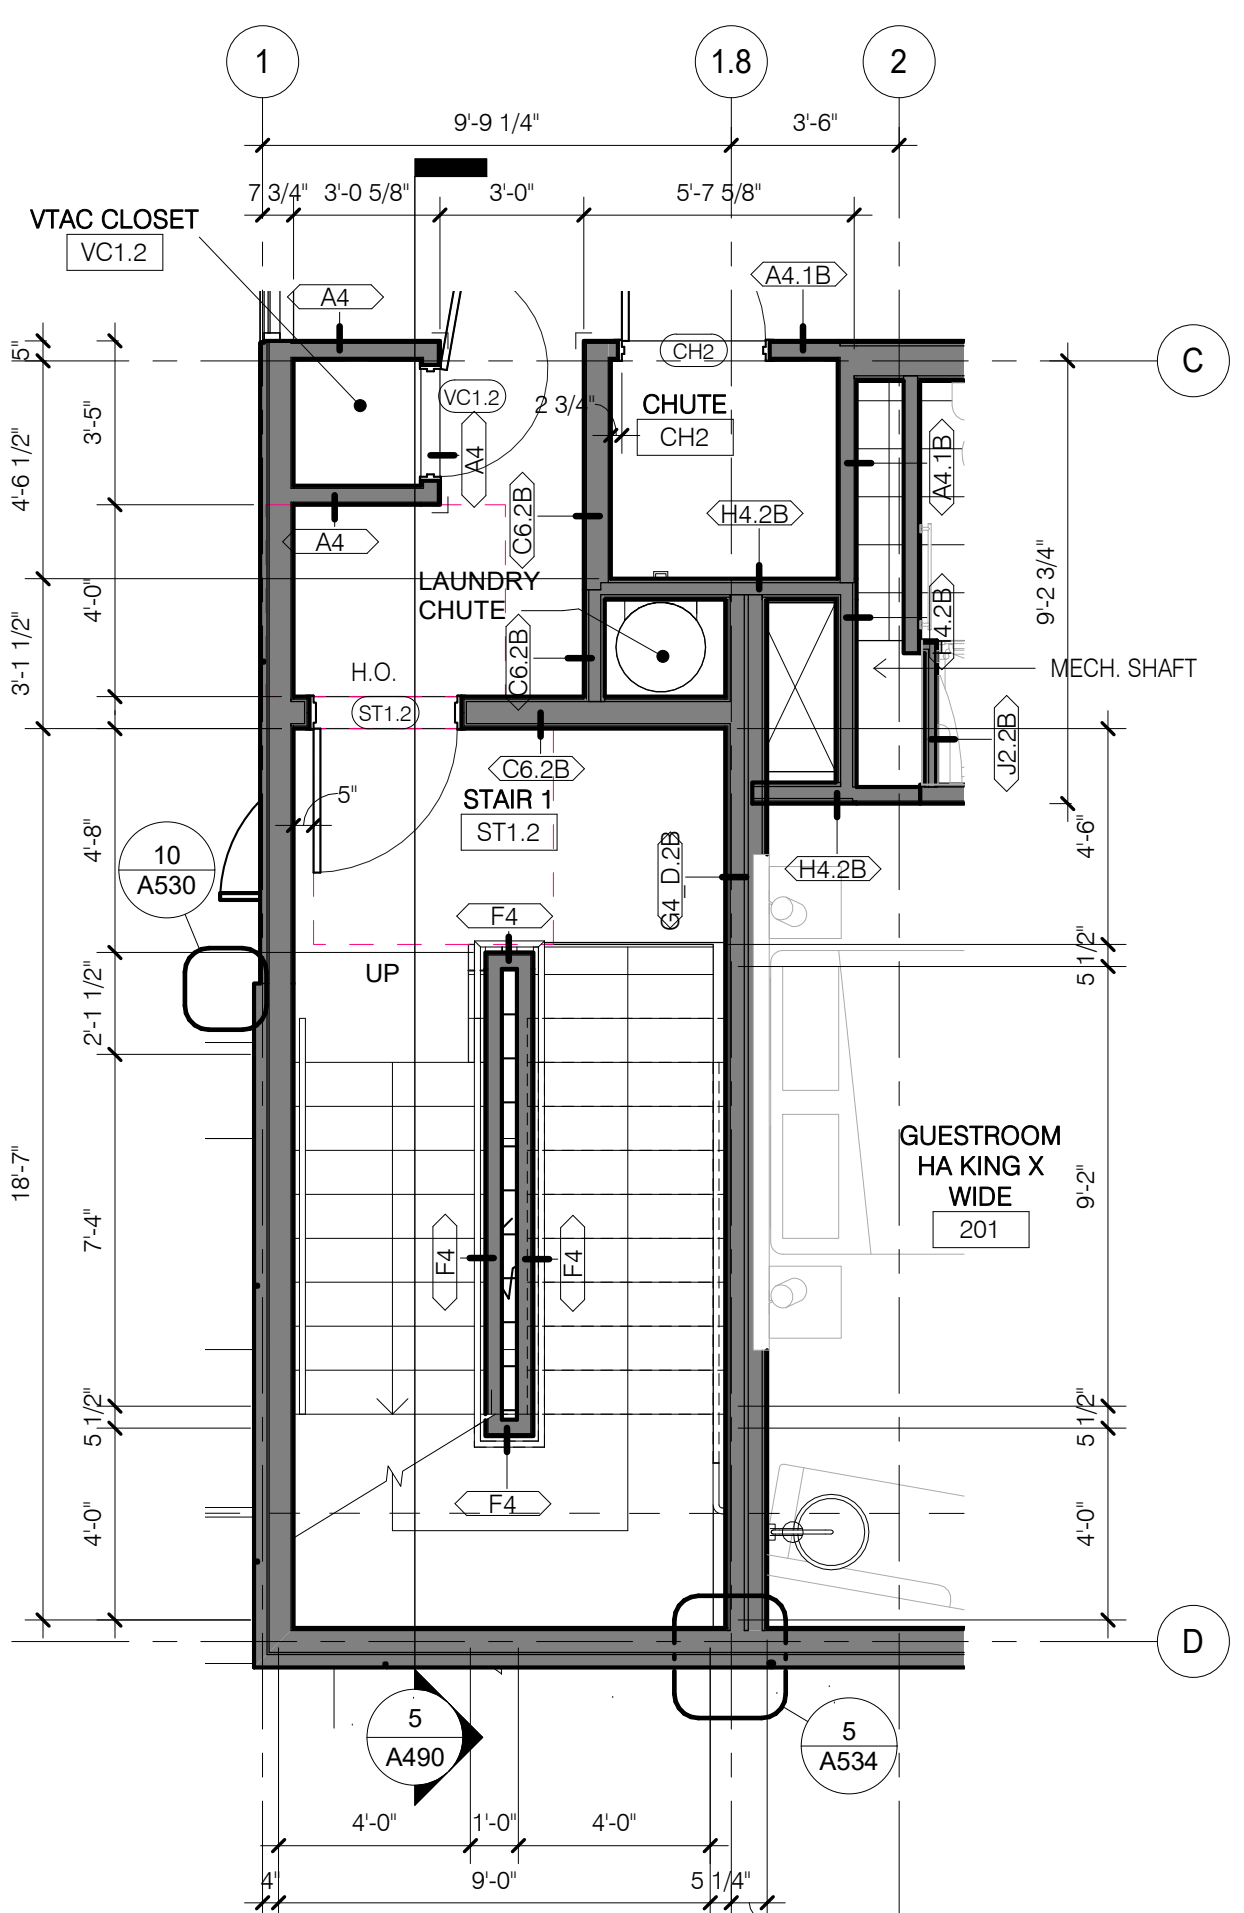 1
1.8
2
9'-9 1/4"
3'-6"
7 3/4"
3'-0 5/8"
3'-0"
5'-7 5/8"
VTAC CLOSET
VC1.2
A4
A4.1B
C
5"
CH2
VC1.2
2 3/4"
CHUTE
CH2
3'-5"
4'-6 1/2"
A4
A4.1B
C6.2B
H4.2B
A4
LAUNDRY
CHUTE
4'-0"
3'-1 1/2"
9'-2 3/4"
4.2B
C6.2B
MECH. SHAFT
H.O.
ST1.2
J2.2B
C6.2B
5"
STAIR 1
ST1.2
4'-8"
4'-6"
10
A530
G4_D.2B
H4.2B
F4
UP
5 1/2"
2'-1 1/2"
GUESTROOM
HA KING X
WIDE
201
18'-7"
7'-4"
9'-2"
F4
F4
5 1/2"
5 1/2"
F4
4'-0"
4'-0"
D
5
A490
5
A534
4'-0"
1'-0"
4'-0"
4"
9'-0"
5 1/4"